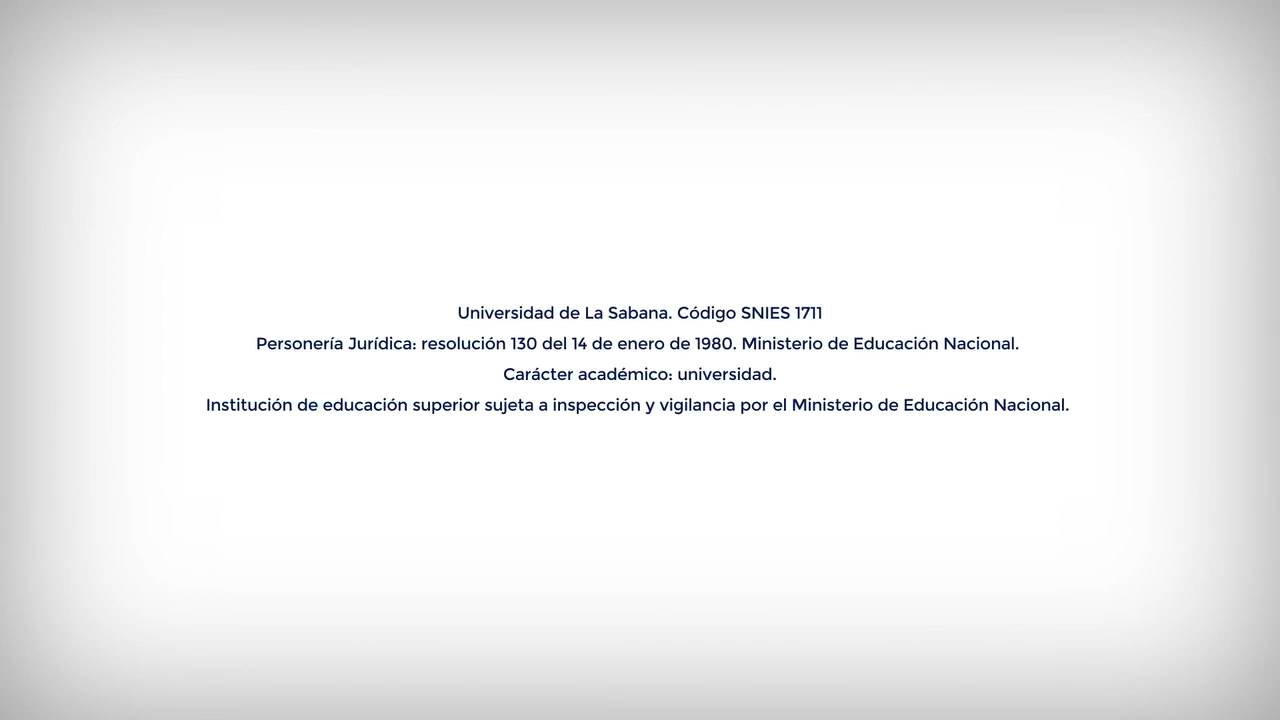 Universidad de La Sabana. Código SNIES 1711
Personería Jurídica: resolución 130 del 14 de enero de 1980. Ministerio de Educación Nacional.
Carácter académico: universidad.
Institución de educación superior sujeta a inspección y vigilancia por el Ministerio de Educación Nacional.